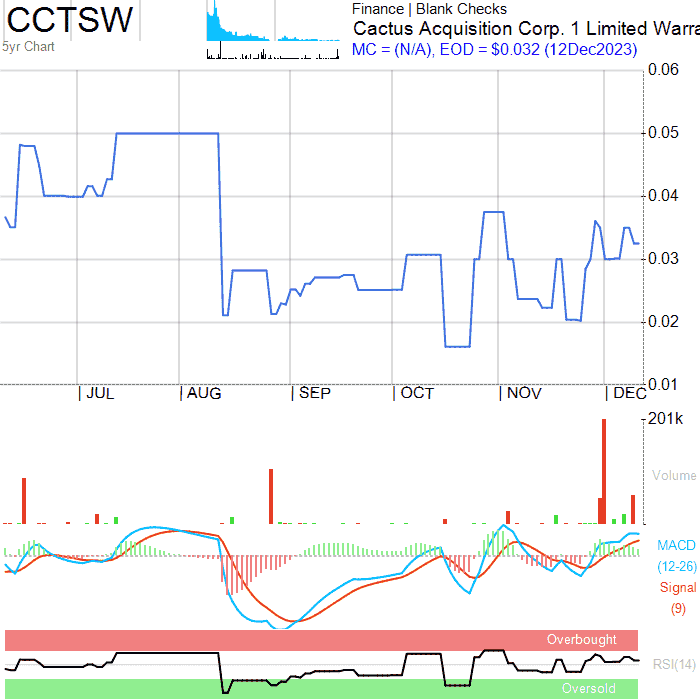 CCTSW
5yr Chart
Finance | Blank Checks
Cactus Acquisition Corp. 1 Limited Warra
MC = (N/A), EOD = $0.032 (12Dec2023)
0.06
0.05
0.04
0.03
0.02
0.01
JUL
AUG
SEP
OCT
NOV
DEC
201k
Volume
MACD
(12-26)
Signal
(9)
Overbought
RSI(14)
Oversold